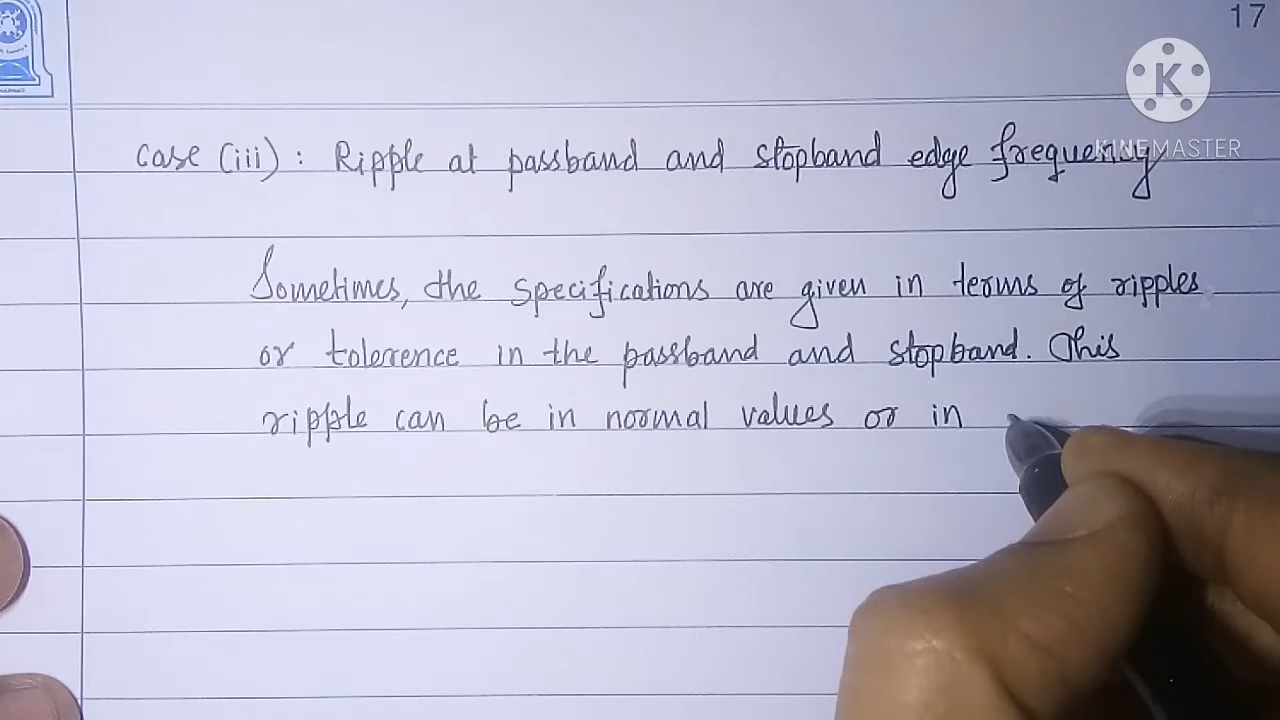 17
K
KINEMASTER
Case (iii) : Ripple at passband and stopband edge frequency
Sometimes, the specifications are given in terms of ripples
or tolerence in the passband and stopband. This
ripple can be in normal values or in